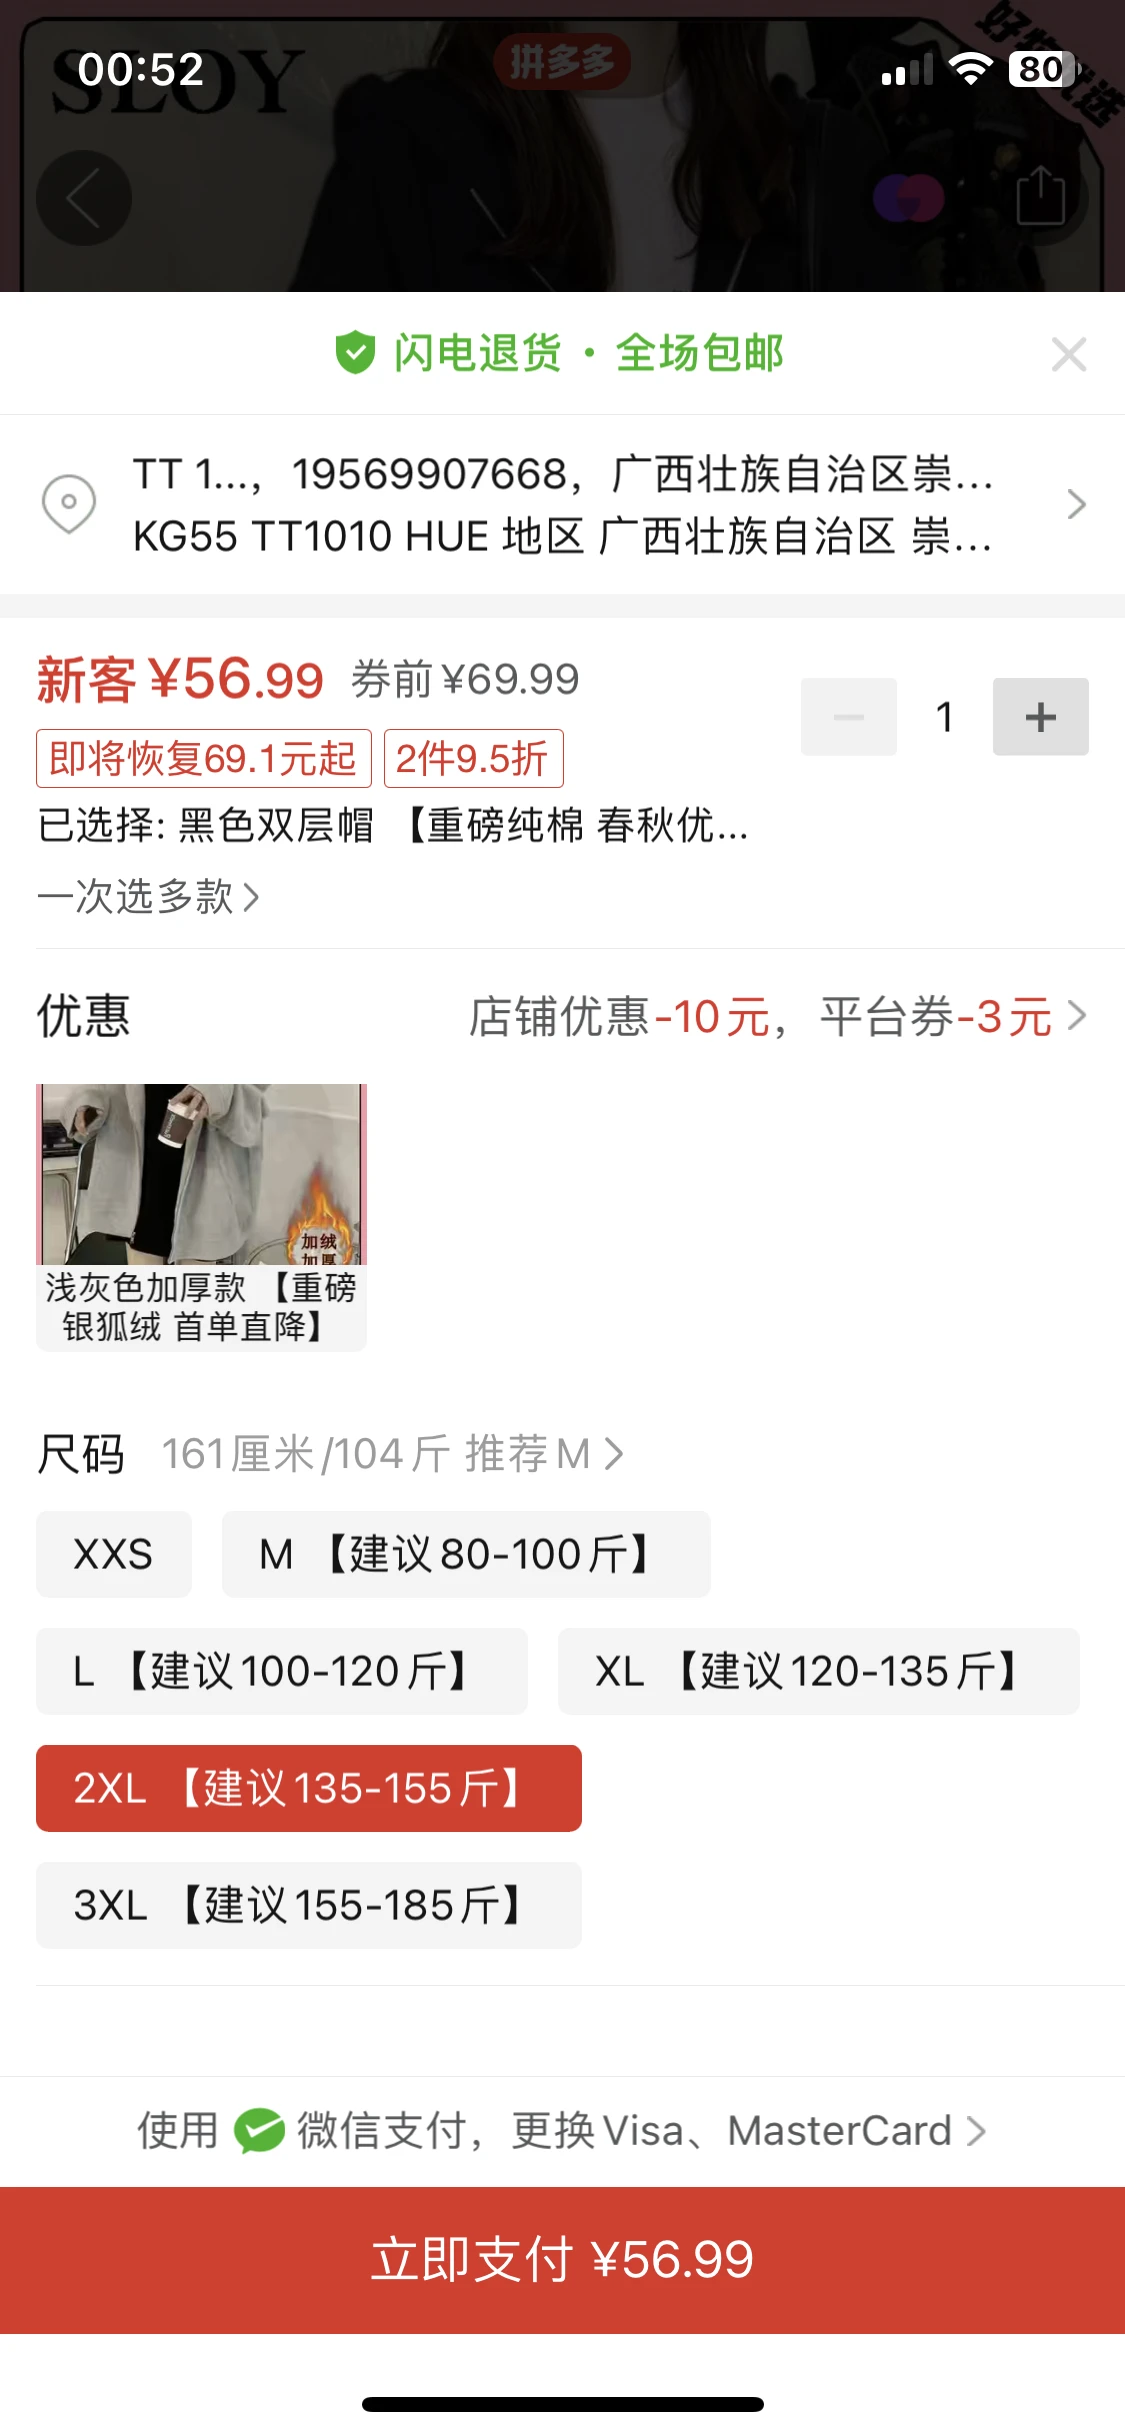 00:52
80
SLOY
拼多多
闪电退货 · 全场包邮
TT 1...，19569907668，广西壮族自治区崇...
KG55 TT1010 HUE 地区 广西壮族自治区 崇...
新客 ¥56.99 券前 ¥69.99
1
即将恢复69.1元起 2件9.5折
已选择: 黑色双层帽 【重磅纯棉 春秋优...
一次选多款
优惠 店铺优惠-10元，平台券-3元
加绒
加厚
浅灰色加厚款 【重磅
银狐绒 首单直降】
尺码 161厘米/104斤 推荐M
XXS M 【建议80-100斤】
L 【建议100-120斤】 XL 【建议120-135斤】
2XL 【建议135-155斤】
3XL 【建议155-185斤】
使用 微信支付，更换Visa、MasterCard
立即支付 ¥56.99